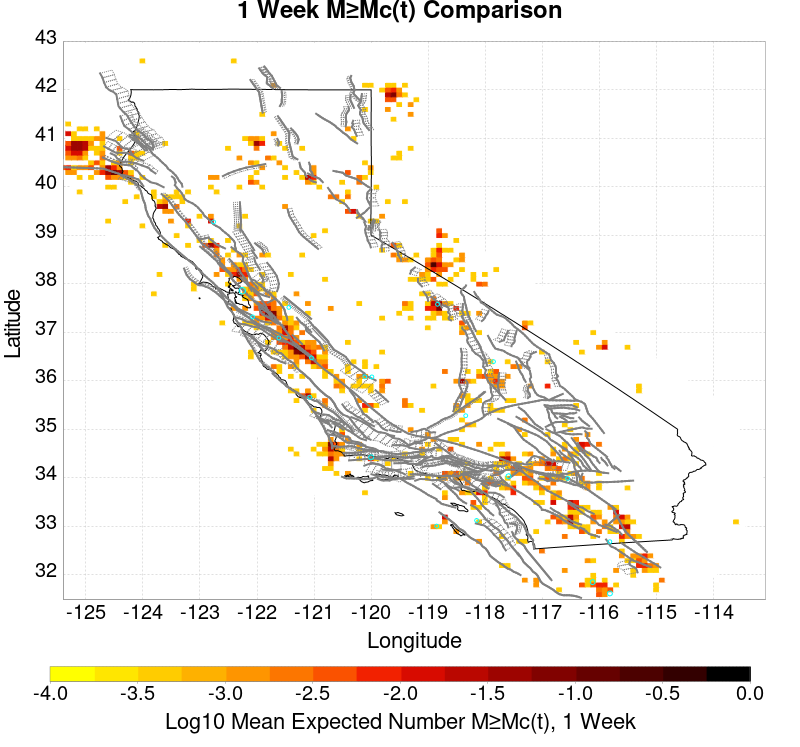 1 Week M≥Mc(t) Comparison
43
42
41
40
39
38
37
36
35
34
33
32
Latitude
-125 -124 -123 -122 -121 -120 -119 -118 -117 -116 -115 -114
Longitude
-4.0 -3.5 -3.0 -2.5 -2.0 -1.5 -1.0 -0.5 0.0
Log10 Mean Expected Number M≥Mc(t), 1 Week